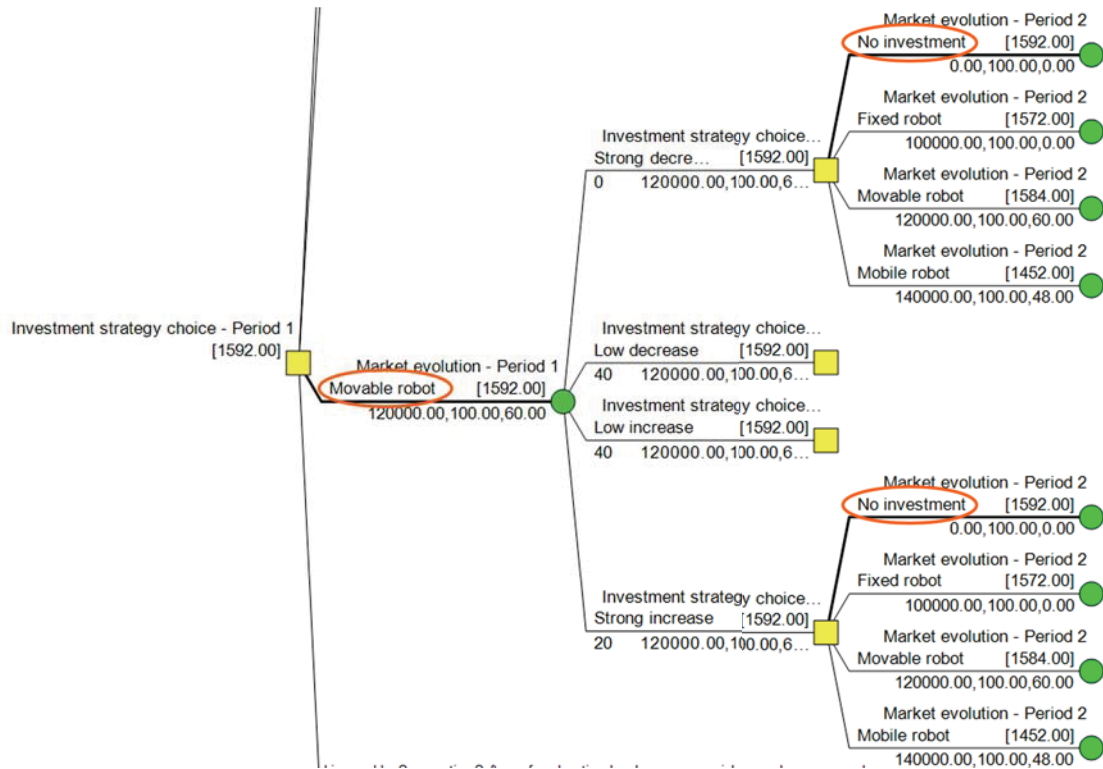 Market evolution - Period 2
No investment [1592.00]
0.00,100.00,0.00
Market evolution - Period 2
Fixed robot [1572.00]
100000.00,100.00,0.00
Investment strategy choice...
Strong decre... [1592.00]
0 120000.00,100.00,6...
Market evolution - Period 2
Movable robot [1584.00]
120000.00,100.00,60.00
Market evolution - Period 2
Mobile robot [1452.00]
140000.00,100.00,48.00
Investment strategy choice - Period 1
[1592.00]
Market evolution - Period 1
Movable robot [1592.00]
120000.00,100.00,60.00
Investment strategy choice...
Low decrease [1592.00]
40 120000.00,100.00,6...
Investment strategy choice...
Low increase [1592.00]
40 120000.00,100.00,6...
Market evolution - Period 2
No investment [1592.00]
0.00,100.00,0.00
Market evolution - Period 2
Fixed robot [1572.00]
100000.00,100.00,0.00
Investment strategy choice...
Strong increase [1592.00]
20 120000.00,100.00,6...
Market evolution - Period 2
Movable robot [1584.00]
120000.00,100.00,60.00
Market evolution - Period 2
Mobile robot [1452.00]
140000.00,100.00,48.00